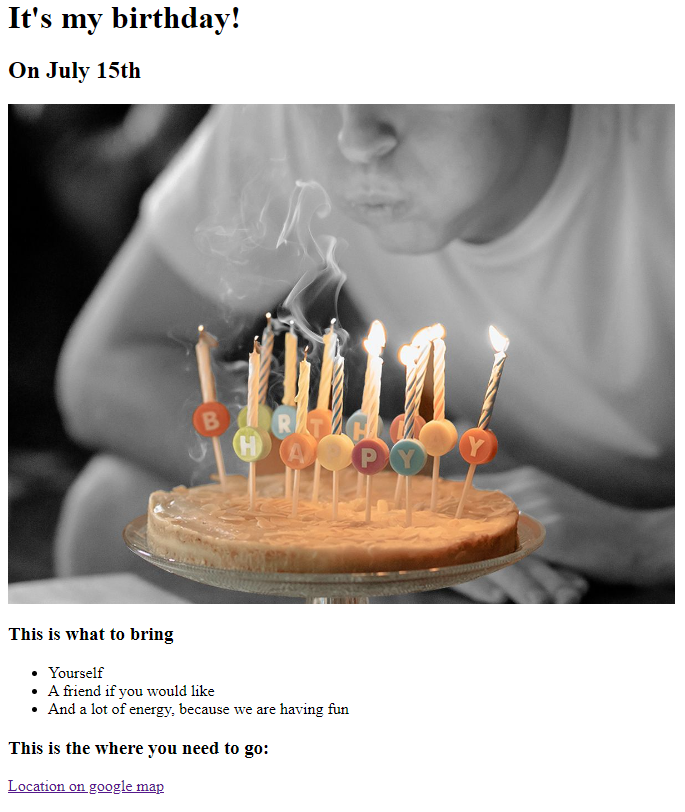 It's my birthday!
On July 15th
B R T H Y
H A P Y
This is what to bring
Yourself
A friend if you would like
And a lot of energy, because we are having fun
This is the where you need to go:
Location on google map